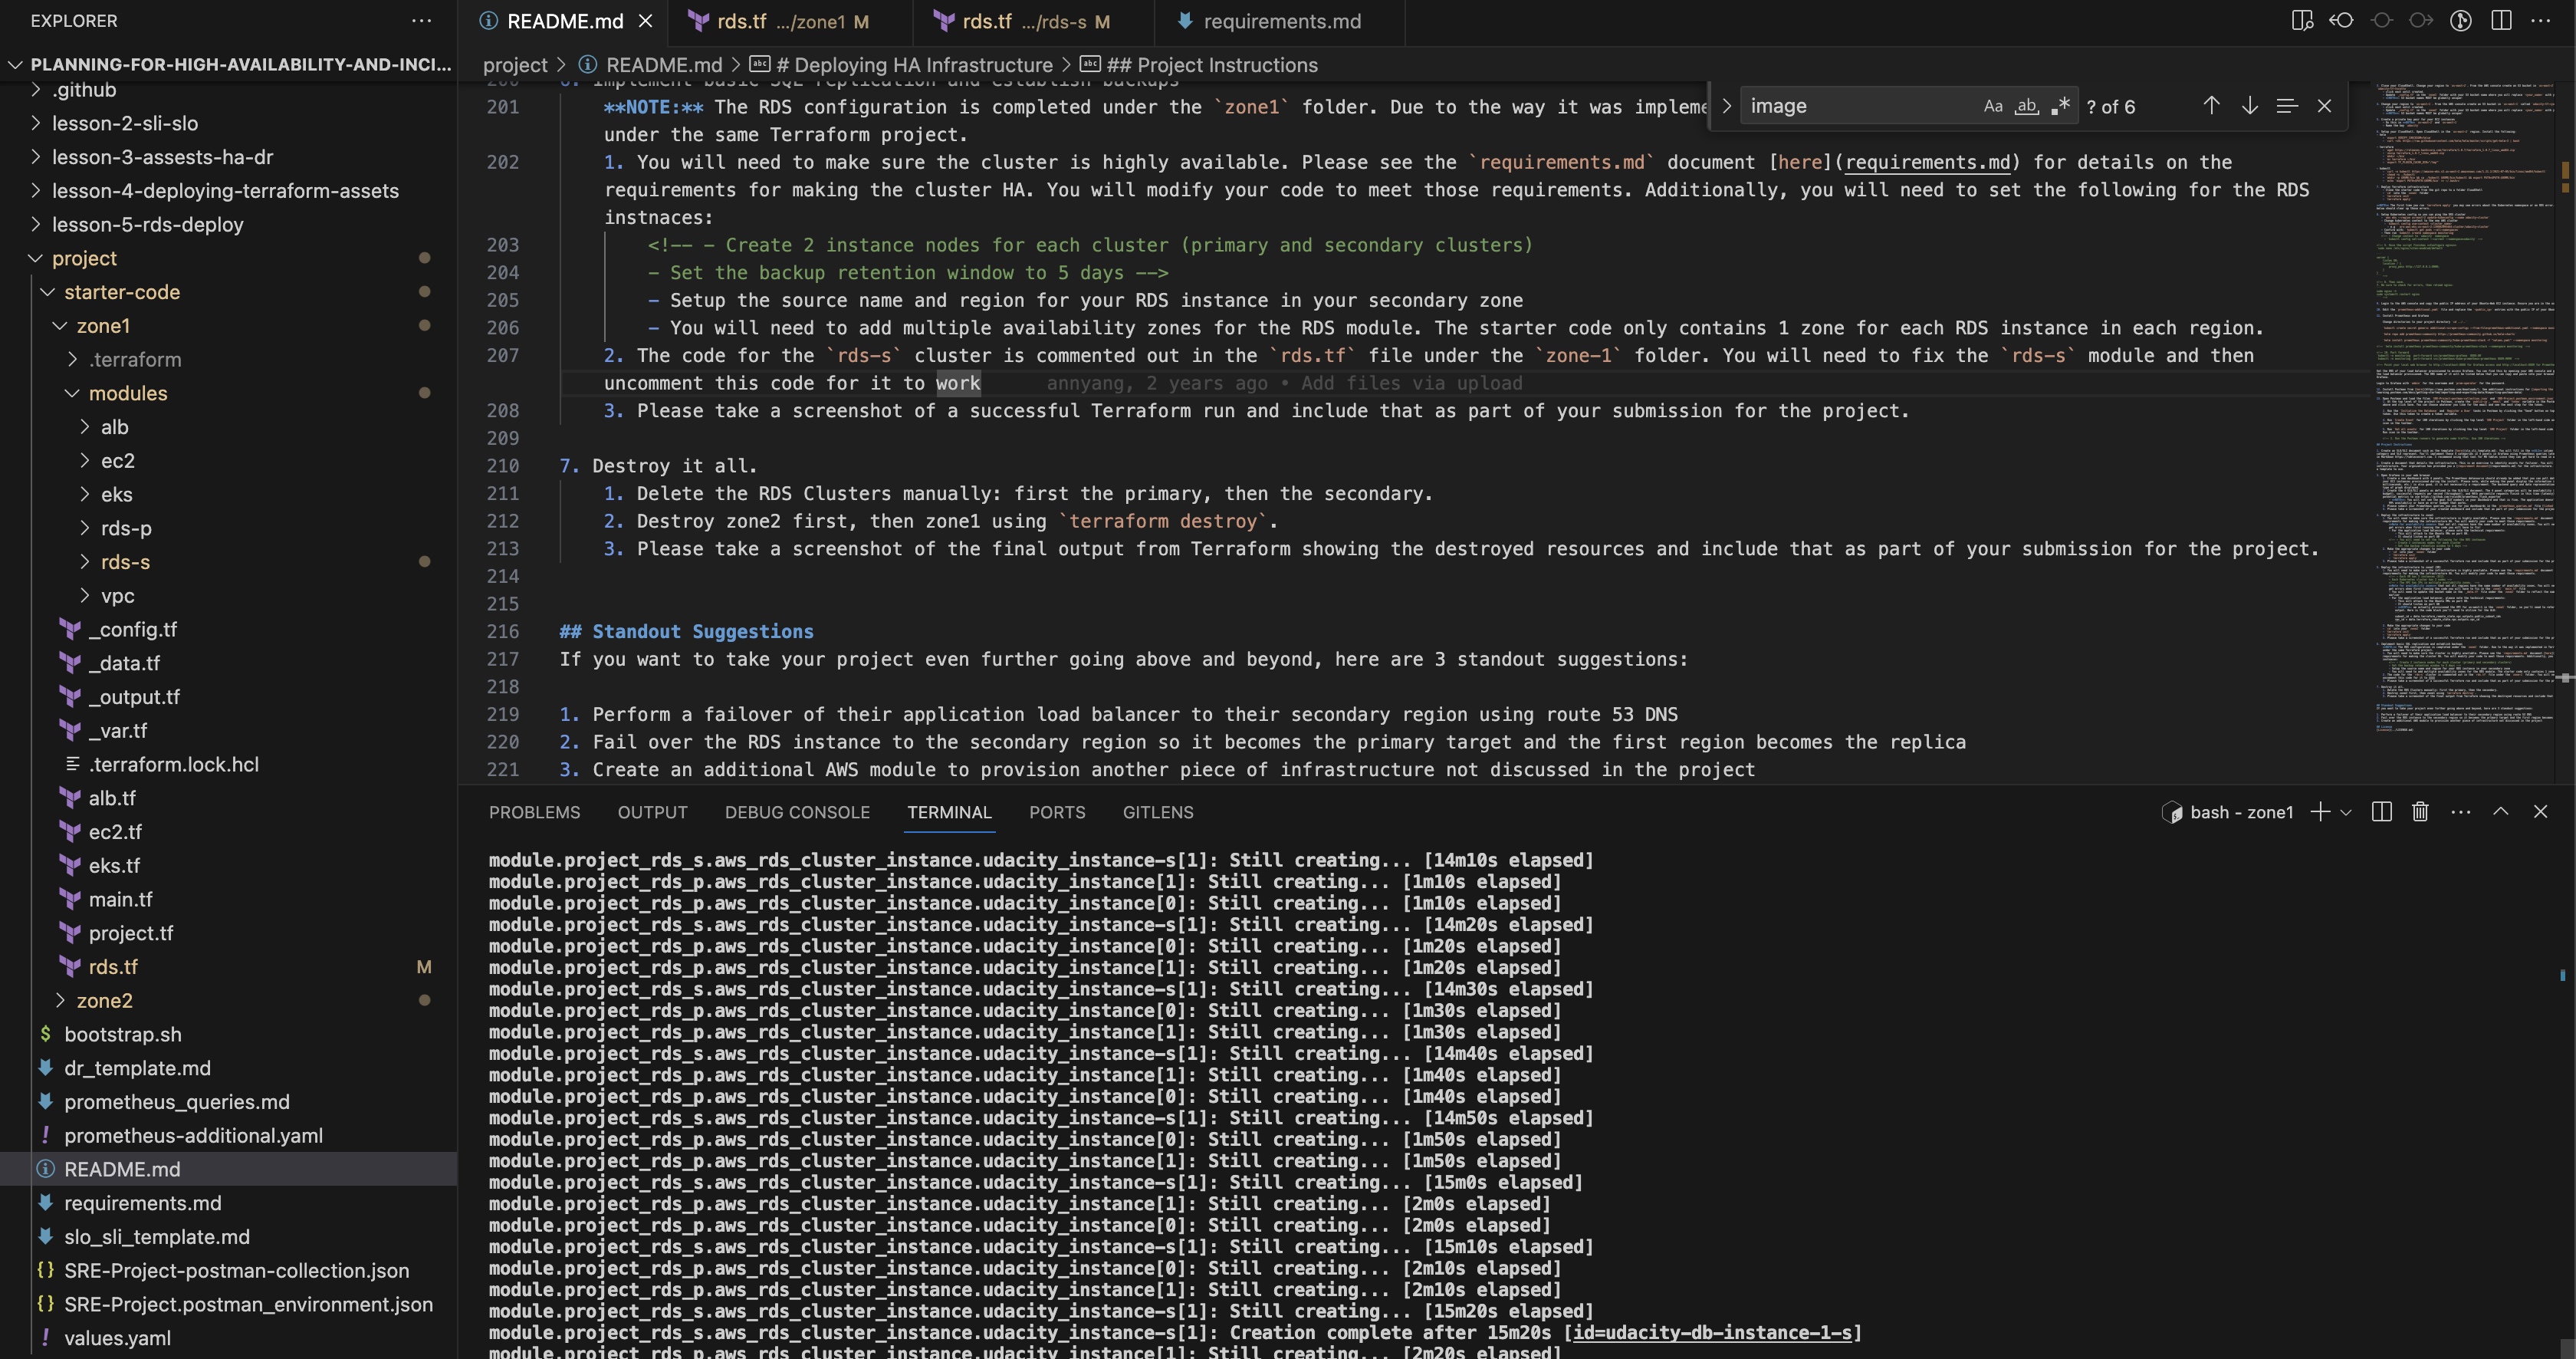 EXPLORER
PLANNING-FOR-HIGH-AVAILABILITY-AND-INCI...
.github
lesson-2-sli-slo
lesson-3-assests-ha-dr
lesson-4-deploying-terraform-assets
lesson-5-rds-deploy
project
starter-code
zone1
.terraform
modules
alb
ec2
eks
rds-p
rds-s
vpc
_config.tf
_data.tf
_output.tf
_var.tf
.terraform.lock.hcl
alb.tf
ec2.tf
eks.tf
main.tf
project.tf
rds.tf M
zone2
bootstrap.sh
dr_template.md
prometheus_queries.md
prometheus-additional.yaml
README.md
requirements.md
slo_sli_template.md
SRE-Project-postman-collection.json
SRE-Project.postman_environment.json
values.yaml
README.md
rds.tf .../zone1 M
rds.tf .../rds-s M
requirements.md
project > README.md > # Deploying HA Infrastructure > ## Project Instructions
image Aa ab ? of 6
201 **NOTE:** The RDS configuration is completed under the `zone1` folder. Due to the way it was impleme
under the same Terraform project.
202 1. You will need to make sure the cluster is highly available. Please see the `requirements.md` document [here](requirements.md) for details on the
requirements for making the cluster HA. You will modify your code to meet those requirements. Additionally, you will need to set the following for the RDS
instnaces:
203 <!-- - Create 2 instance nodes for each cluster (primary and secondary clusters)
204 - Set the backup retention window to 5 days -->
205 - Setup the source name and region for your RDS instance in your secondary zone
206 - You will need to add multiple availability zones for the RDS module. The starter code only contains 1 zone for each RDS instance in each region.
207 2. The code for the `rds-s` cluster is commented out in the `rds.tf` file under the `zone-1` folder. You will need to fix the `rds-s` module and then
uncomment this code for it to work annyang, 2 years ago • Add files via upload
208 3. Please take a screenshot of a successful Terraform run and include that as part of your submission for the project.
209
210 7. Destroy it all.
211 1. Delete the RDS Clusters manually: first the primary, then the secondary.
212 2. Destroy zone2 first, then zone1 using `terraform destroy`.
213 3. Please take a screenshot of the final output from Terraform showing the destroyed resources and include that as part of your submission for the project.
214
215
216 ## Standout Suggestions
217 If you want to take your project even further going above and beyond, here are 3 standout suggestions:
218
219 1. Perform a failover of their application load balancer to their secondary region using route 53 DNS
220 2. Fail over the RDS instance to the secondary region so it becomes the primary target and the first region becomes the replica
221 3. Create an additional AWS module to provision another piece of infrastructure not discussed in the project
PROBLEMS OUTPUT DEBUG CONSOLE TERMINAL PORTS GITLENS bash - zone1
module.project_rds_s.aws_rds_cluster_instance.udacity_instance-s[1]: Still creating... [14m10s elapsed]
module.project_rds_p.aws_rds_cluster_instance.udacity_instance[1]: Still creating... [1m10s elapsed]
module.project_rds_p.aws_rds_cluster_instance.udacity_instance[0]: Still creating... [1m10s elapsed]
module.project_rds_s.aws_rds_cluster_instance.udacity_instance-s[1]: Still creating... [14m20s elapsed]
module.project_rds_p.aws_rds_cluster_instance.udacity_instance[0]: Still creating... [1m20s elapsed]
module.project_rds_p.aws_rds_cluster_instance.udacity_instance[1]: Still creating... [1m20s elapsed]
module.project_rds_s.aws_rds_cluster_instance.udacity_instance-s[1]: Still creating... [14m30s elapsed]
module.project_rds_p.aws_rds_cluster_instance.udacity_instance[0]: Still creating... [1m30s elapsed]
module.project_rds_p.aws_rds_cluster_instance.udacity_instance[1]: Still creating... [1m30s elapsed]
module.project_rds_s.aws_rds_cluster_instance.udacity_instance-s[1]: Still creating... [14m40s elapsed]
module.project_rds_p.aws_rds_cluster_instance.udacity_instance[1]: Still creating... [1m40s elapsed]
module.project_rds_p.aws_rds_cluster_instance.udacity_instance[0]: Still creating... [1m40s elapsed]
module.project_rds_s.aws_rds_cluster_instance.udacity_instance-s[1]: Still creating... [14m50s elapsed]
module.project_rds_p.aws_rds_cluster_instance.udacity_instance[0]: Still creating... [1m50s elapsed]
module.project_rds_p.aws_rds_cluster_instance.udacity_instance[1]: Still creating... [1m50s elapsed]
module.project_rds_s.aws_rds_cluster_instance.udacity_instance-s[1]: Still creating... [15m0s elapsed]
module.project_rds_p.aws_rds_cluster_instance.udacity_instance[1]: Still creating... [2m0s elapsed]
module.project_rds_p.aws_rds_cluster_instance.udacity_instance[0]: Still creating... [2m0s elapsed]
module.project_rds_s.aws_rds_cluster_instance.udacity_instance-s[1]: Still creating... [15m10s elapsed]
module.project_rds_p.aws_rds_cluster_instance.udacity_instance[0]: Still creating... [2m10s elapsed]
module.project_rds_p.aws_rds_cluster_instance.udacity_instance[1]: Still creating... [2m10s elapsed]
module.project_rds_s.aws_rds_cluster_instance.udacity_instance-s[1]: Still creating... [15m20s elapsed]
module.project_rds_s.aws_rds_cluster_instance.udacity_instance-s[1]: Creation complete after 15m20s [id=udacity-db-instance-1-s]
module.project_rds_p.aws_rds_cluster_instance.udacity_instance[1]: Still creating... [2m20s elapsed]